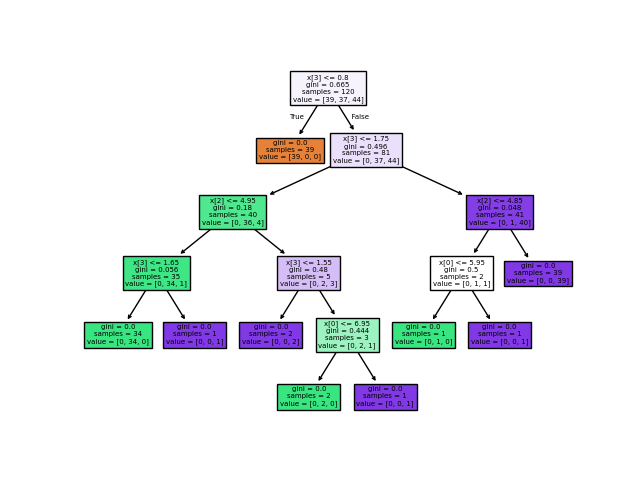 x[3] <= 0.8
gini = 0.665
samples = 120
value = [39, 37, 44]
True
False
gini = 0.0
samples = 39
value = [39, 0, 0]
x[3] <= 1.75
gini = 0.496
samples = 81
value = [0, 37, 44]
x[2] <= 4.95
gini = 0.18
samples = 40
value = [0, 36, 4]
x[2] <= 4.85
gini = 0.048
samples = 41
value = [0, 1, 40]
x[3] <= 1.65
gini = 0.056
samples = 35
value = [0, 34, 1]
x[3] <= 1.55
gini = 0.48
samples = 5
value = [0, 2, 3]
x[0] <= 5.95
gini = 0.5
samples = 2
value = [0, 1, 1]
gini = 0.0
samples = 39
value = [0, 0, 39]
gini = 0.0
samples = 34
value = [0, 34, 0]
gini = 0.0
samples = 1
value = [0, 0, 1]
gini = 0.0
samples = 2
value = [0, 0, 2]
x[0] <= 6.95
gini = 0.444
samples = 3
value = [0, 2, 1]
gini = 0.0
samples = 1
value = [0, 1, 0]
gini = 0.0
samples = 1
value = [0, 0, 1]
gini = 0.0
samples = 2
value = [0, 2, 0]
gini = 0.0
samples = 1
value = [0, 0, 1]